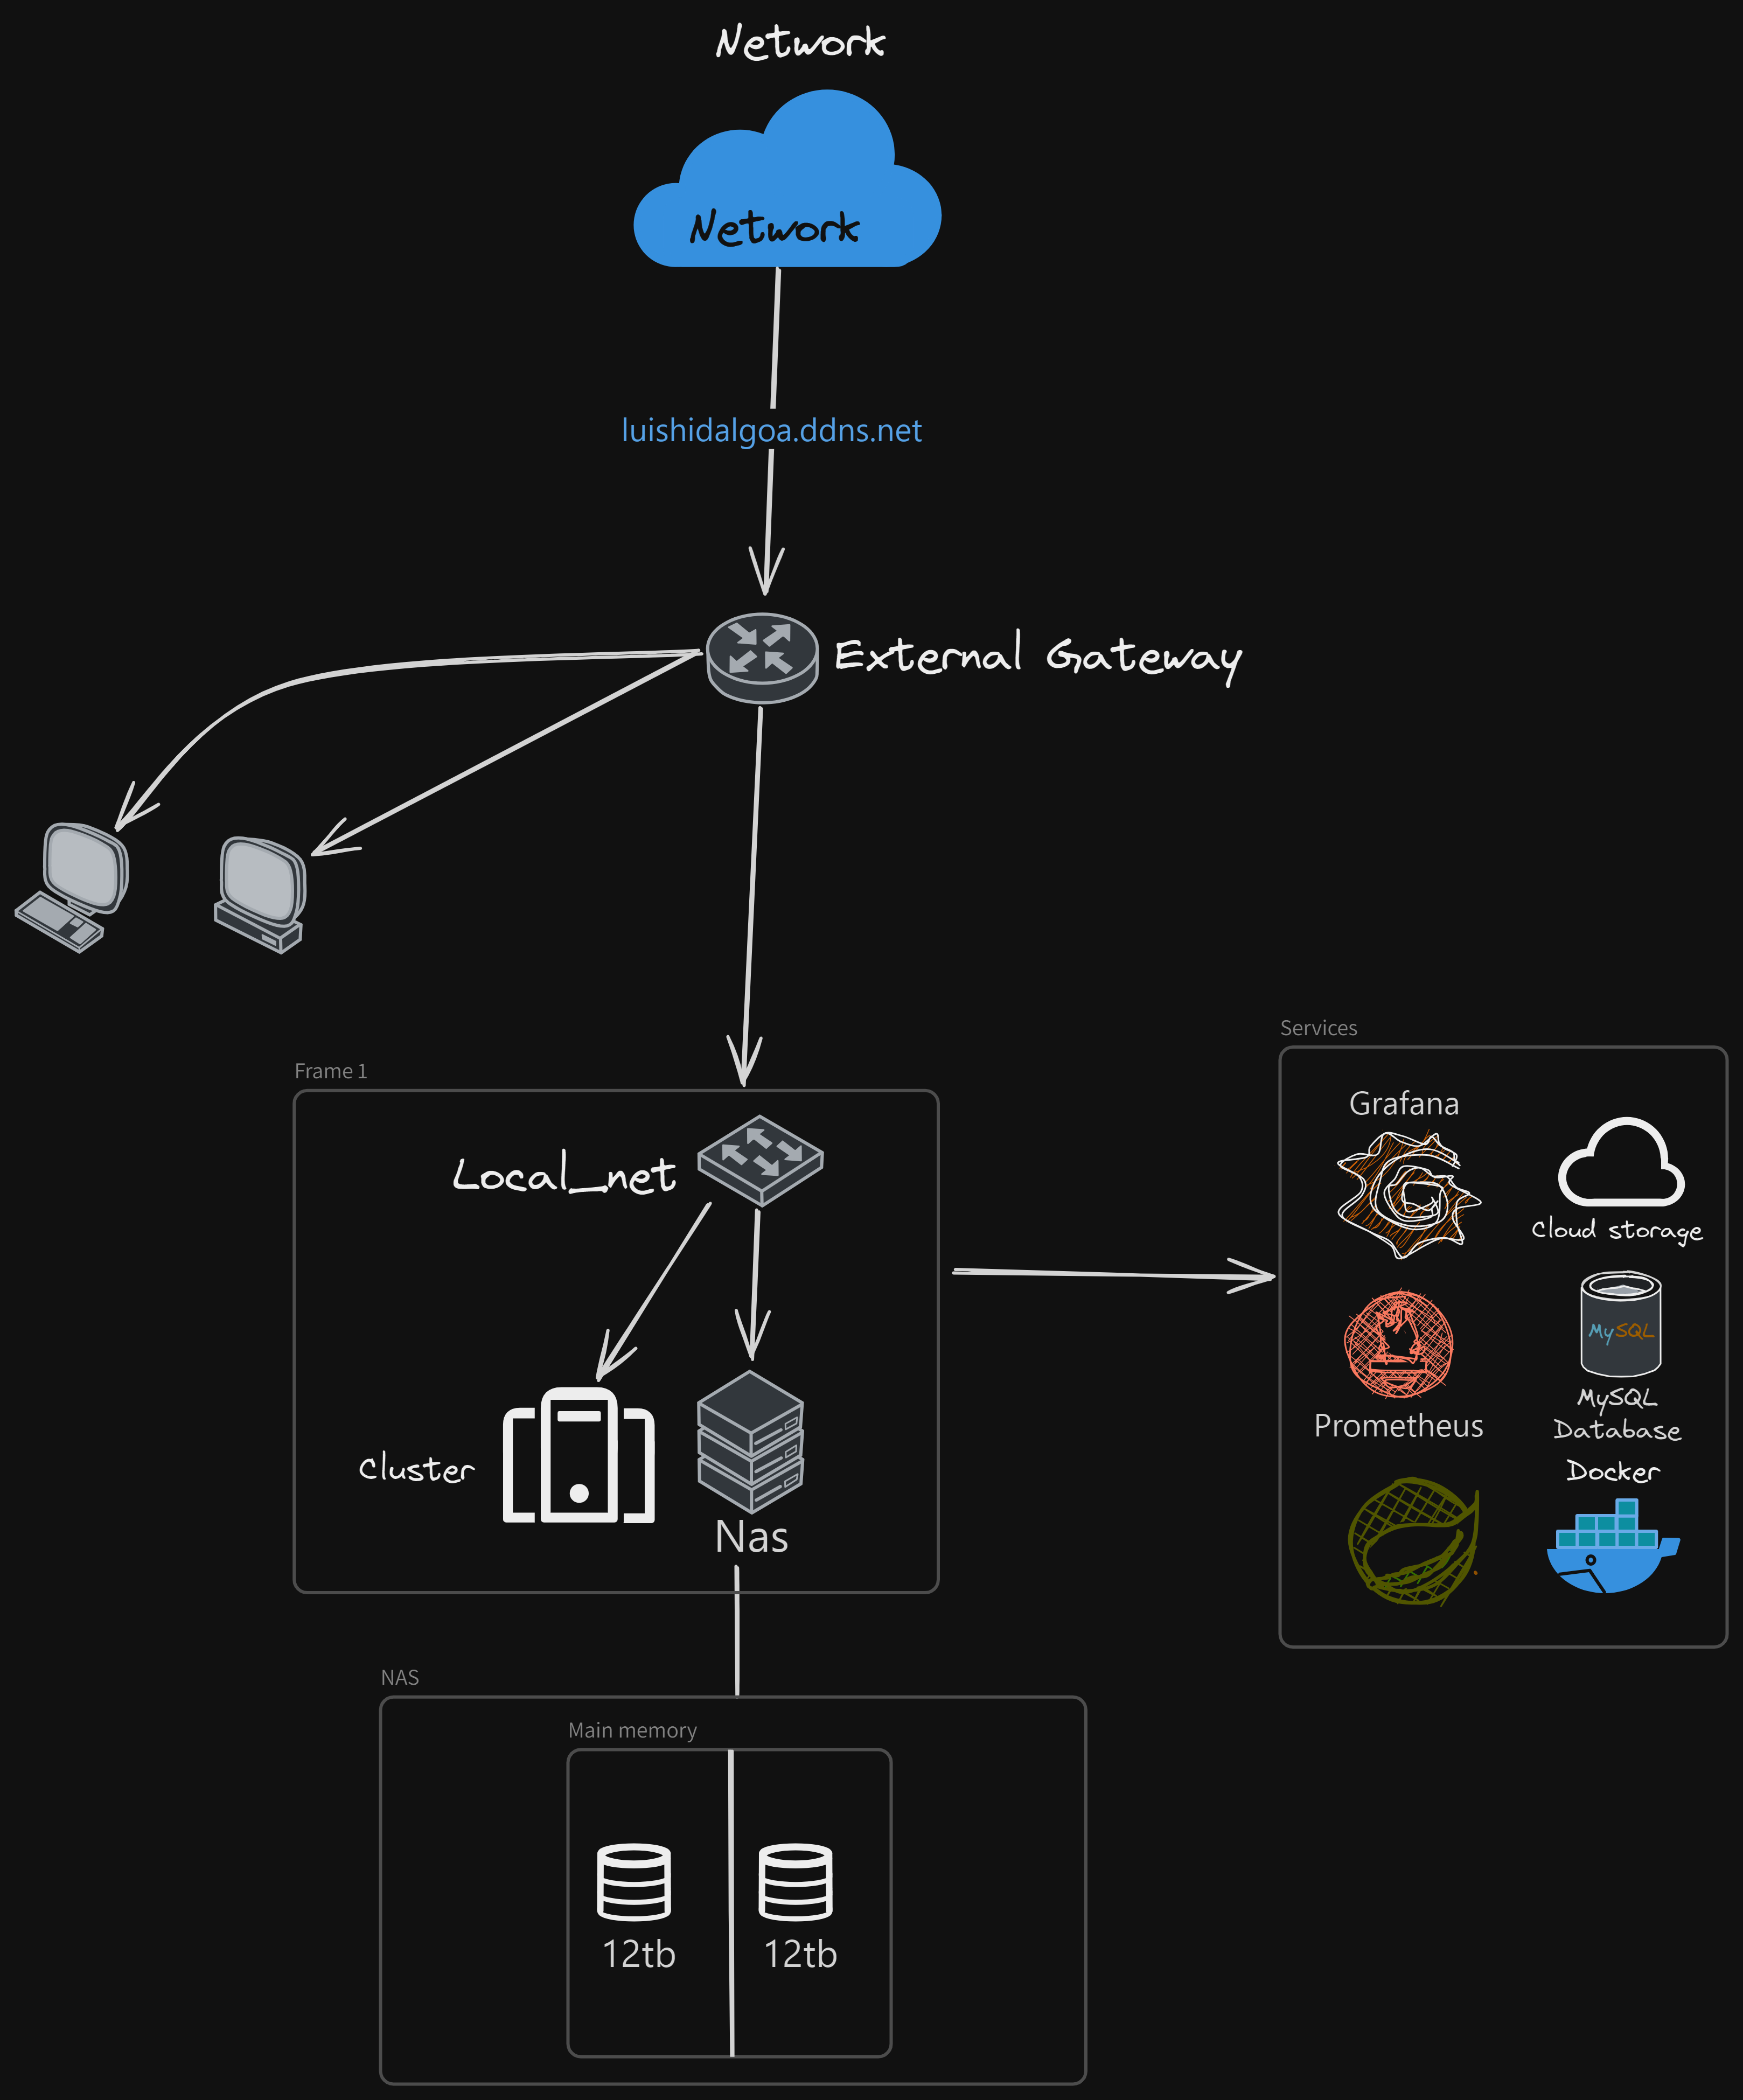 Network
Network
luishidalgoa.ddns.net
External Gateway
Services
Frame 1
Grafana
Local_net
Cloud storage
MySQL
MySQL
Database
Prometheus
Cluster
Docker
Nas
NAS
Main memory
12tb
12tb